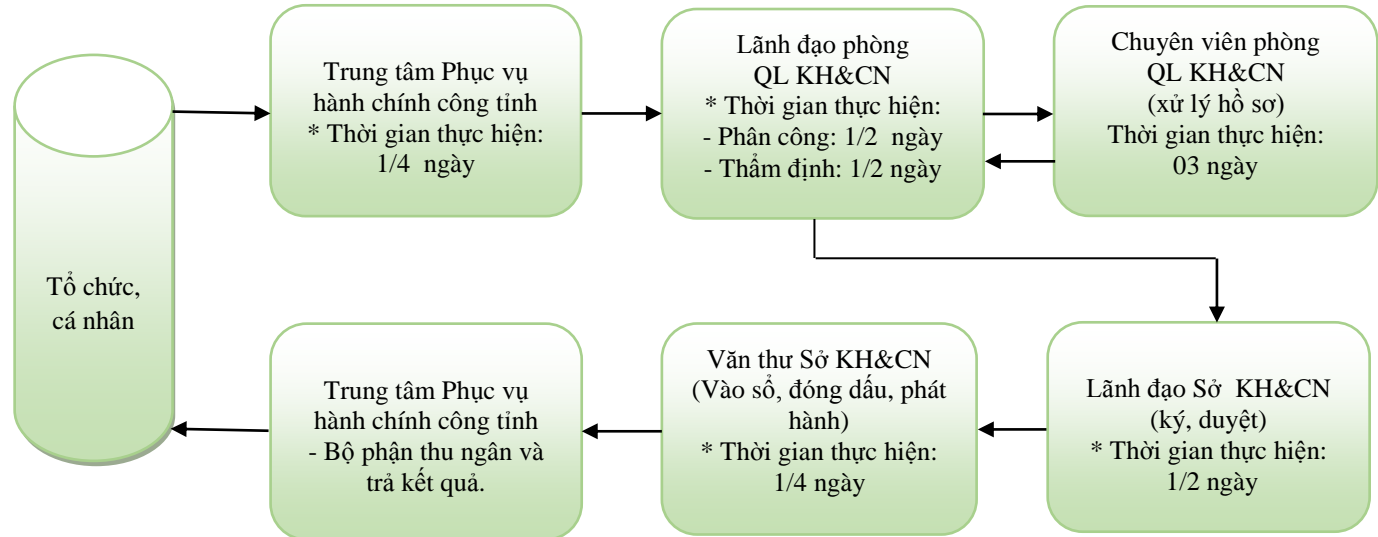 Tổ chức,
cá nhân
Trung tâm Phục vụ
hành chính công tỉnh
* Thời gian thực hiện:
1/4 ngày
Lãnh đạo phòng
QL KH&CN
* Thời gian thực hiện:
- Phân công: 1/2 ngày
- Thẩm định: 1/2 ngày
Chuyên viên phòng
QL KH&CN
(xử lý hồ sơ)
Thời gian thực hiện:
03 ngày
Lãnh đạo Sở KH&CN
(ký, duyệt)
* Thời gian thực hiện:
1/2 ngày
Văn thư Sở KH&CN
(Vào sổ, đóng dấu, phát
hành)
* Thời gian thực hiện:
1/4 ngày
Trung tâm Phục vụ
hành chính công tỉnh
- Bộ phận thu ngân và
trả kết quả.